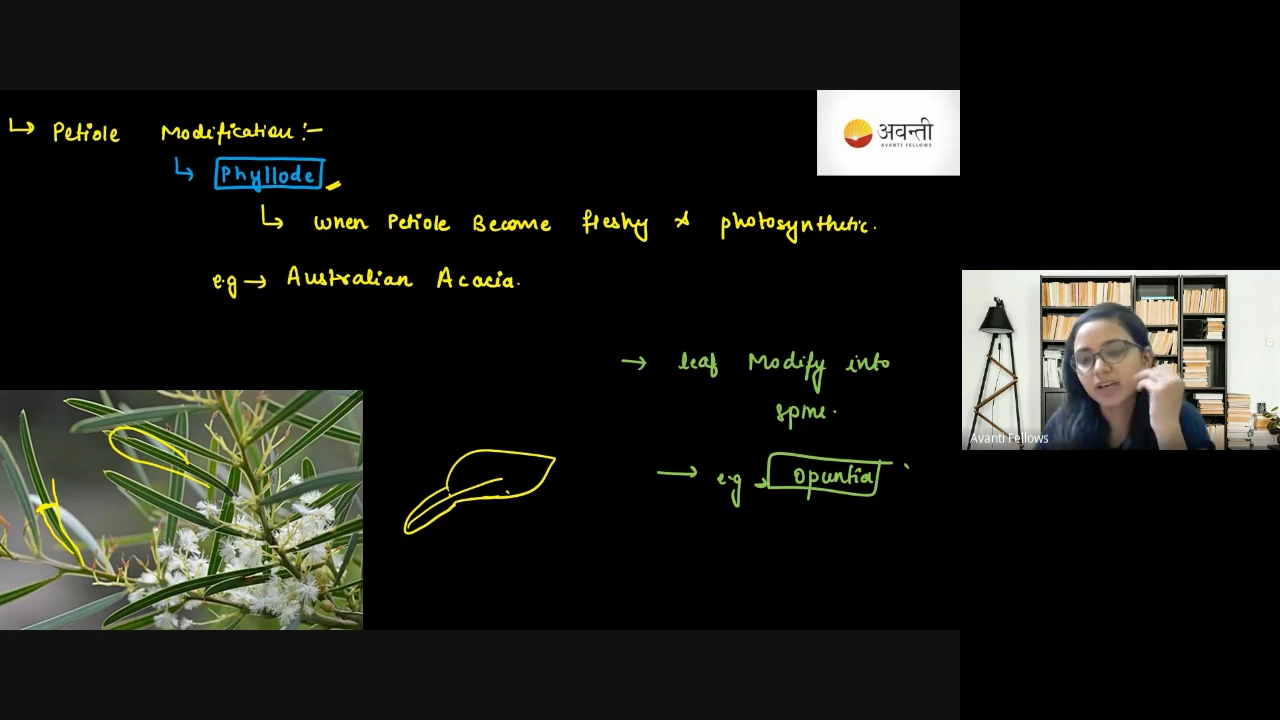 ↳ Petiole Modification:-
↳ Phyllode
↳ when Petiole Become fleshy & photosynthetic.
e.g → Australian Acacia.
→ leaf Modify into
spine.
→ e.g → Opuntia
अवन्ती
AVANTI FELLOWS
Avanti Fellows